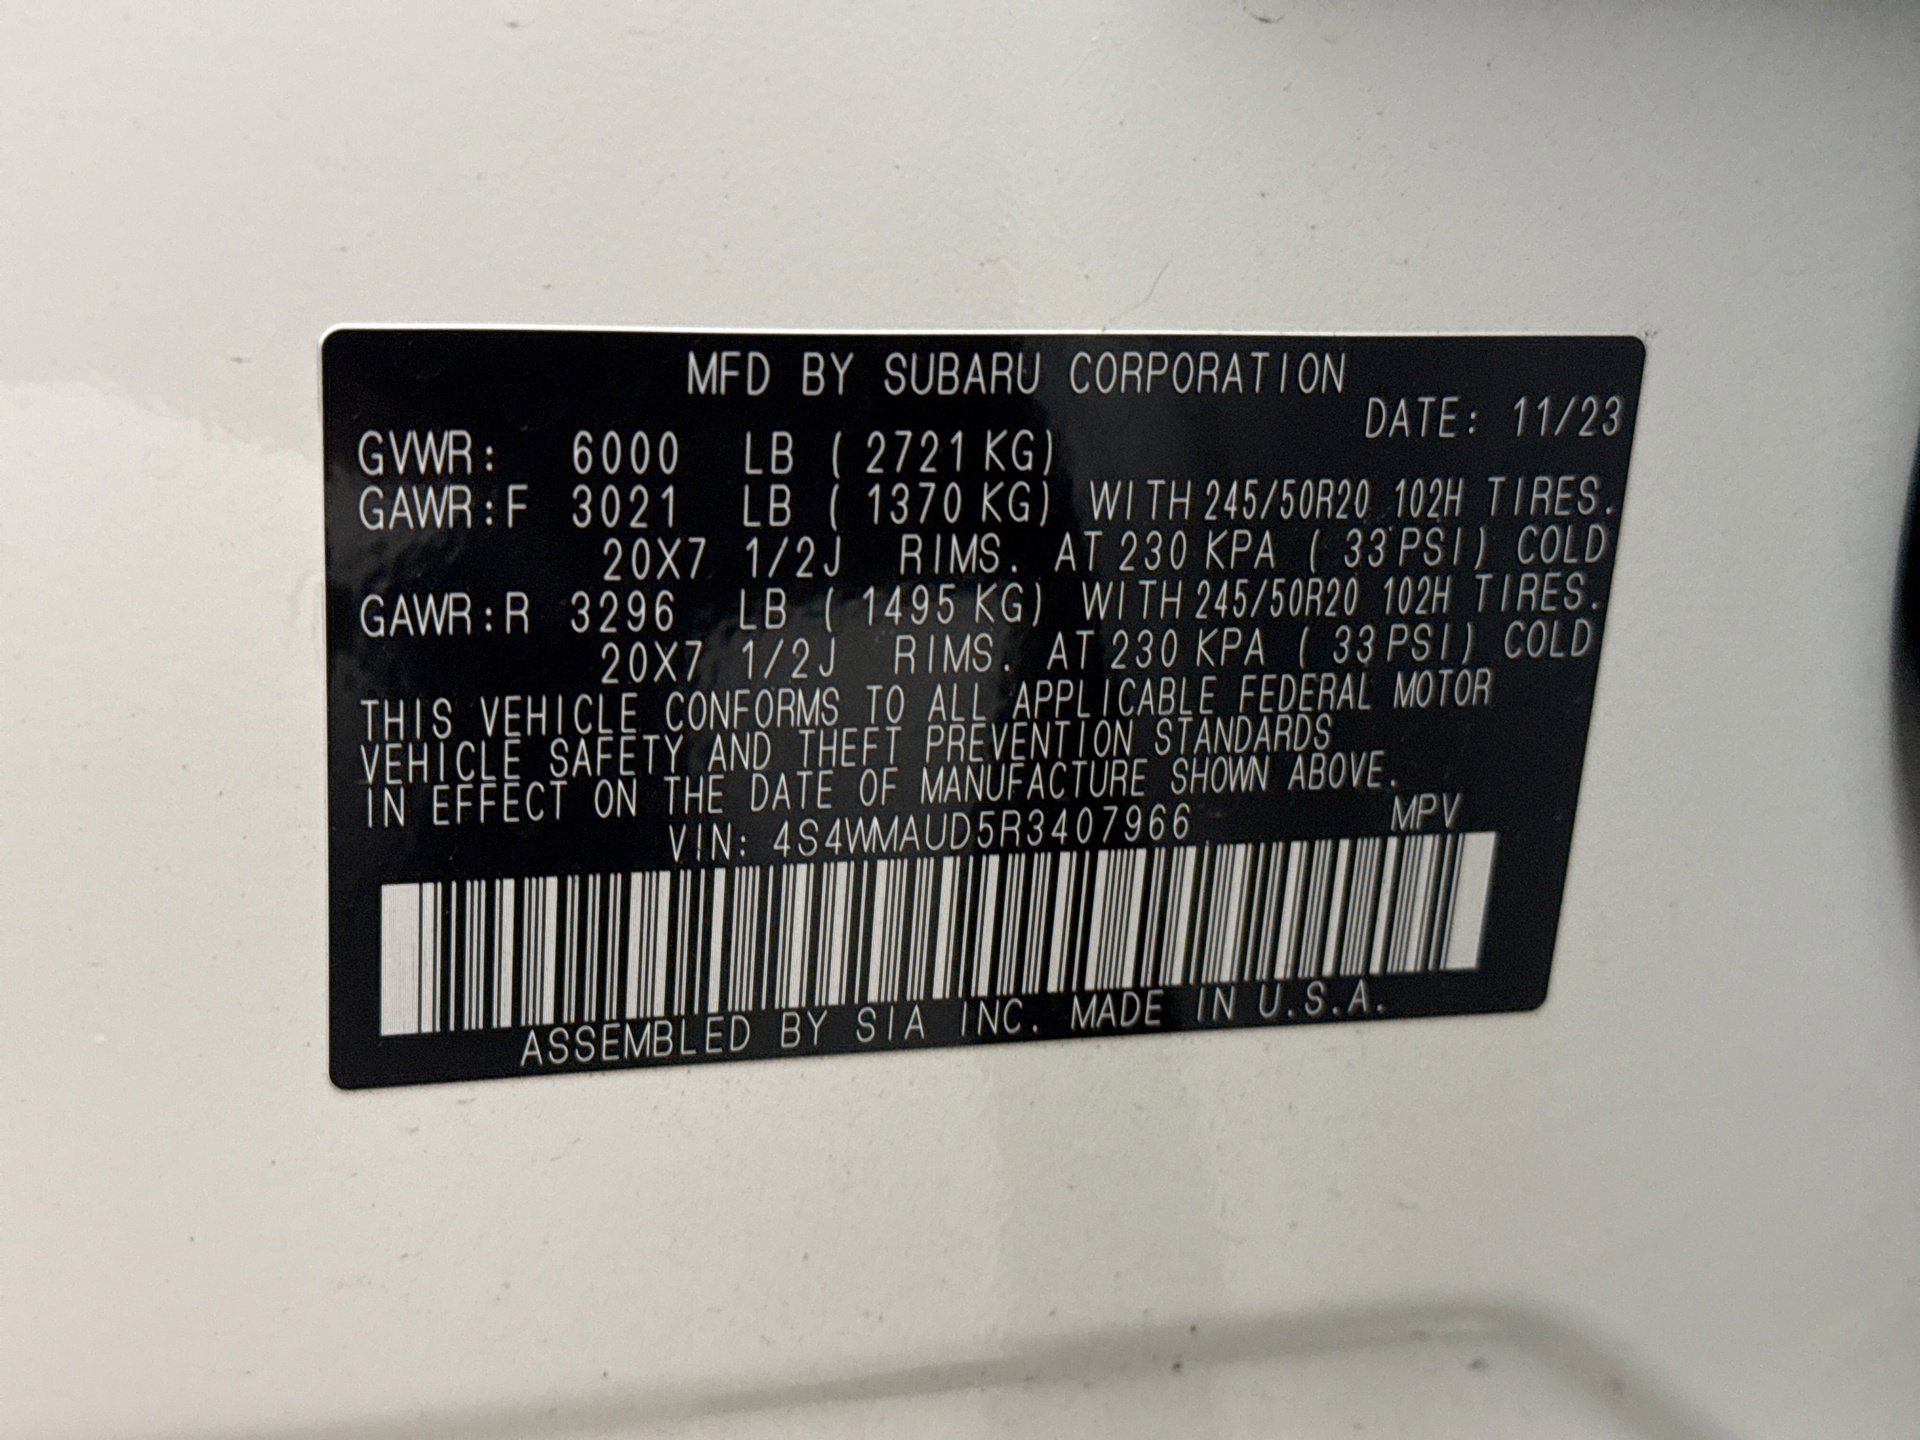 MFD BY SUBARU CORPORATION
DATE: 11/23
GVWR: 6000 LB ( 2721 KG)
GAWR:F 3021 LB ( 1370 KG) WITH 245/50R20 102H TIRES.
20X7 1/2J RIMS. AT 230 KPA ( 33 PSI) COLD
GAWR:R 3296 LB ( 1495 KG) WITH 245/50R20 102H TIRES.
20X7 1/2J RIMS. AT 230 KPA ( 33 PSI) COLD
THIS VEHICLE CONFORMS TO ALL APPLICABLE FEDERAL MOTOR
VEHICLE SAFETY AND THEFT PREVENTION STANDARDS
IN EFFECT ON THE DATE OF MANUFACTURE SHOWN ABOVE.
VIN: 4S4WMAUD5R3407966 MPV
ASSEMBLED BY SIA INC. MADE IN U.S.A.